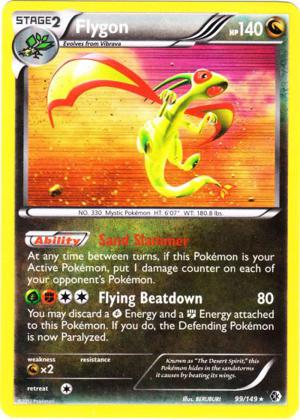 STAGE2
Flygon
HP140
Evolves from Vibrava
NO. 330 Mystic Pokémon HT. 6'07" WT. 180.8 lbs.
Ability Sand Slammer
At any time between turns, if this Pokémon is your
Active Pokémon, put 1 damage counter on each of
your opponent's Pokémon.
Flying Beatdown 80
You may discard a Energy and a Energy attached
to this Pokémon. If you do, the Defending Pokémon
is now Paralyzed.
weakness
resistance
×2
retreat
Known as "The Desert Spirit," this
Pokémon hides in the sandstorms
it causes by beating its wings.
©2012 Pokémon
Illus. BERUBURI
99/149 ★